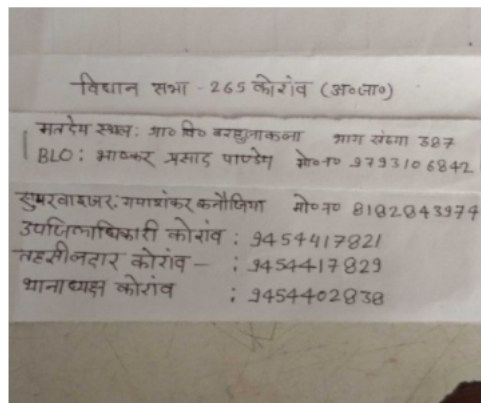 विधान सभा - 265 कोरांव (अ०जा०)
मतदेय स्थल: प्रा० वि० बरहुलाकला भाग संख्या 387
BLO: भाष्कर प्रसाद पाण्डेय मो०न० 9793106842
सुपरवाइजर: गयाशंकर कनौजिया मो०न० 8182843974
उपजिलाधिकारी कोरांव : 9454417821
तहसीलदार कोरांव - : 9454417829
थानाध्यक्ष कोरांव : 9454402838